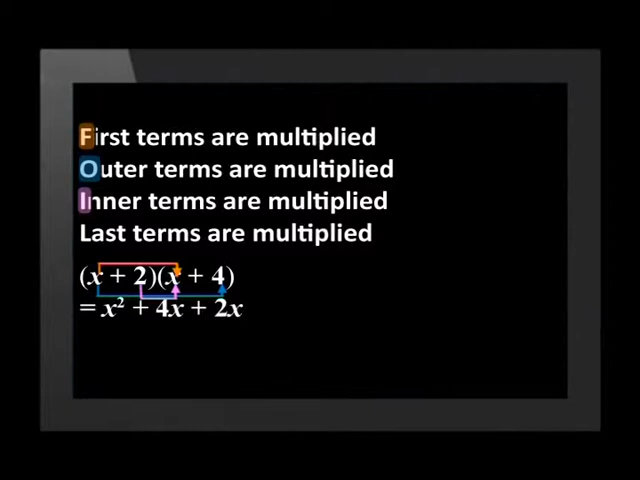 First terms are multiplied
Outer terms are multiplied
Inner terms are multiplied
Last terms are multiplied
(x + 2)(x + 4)
= x² + 4x + 2x